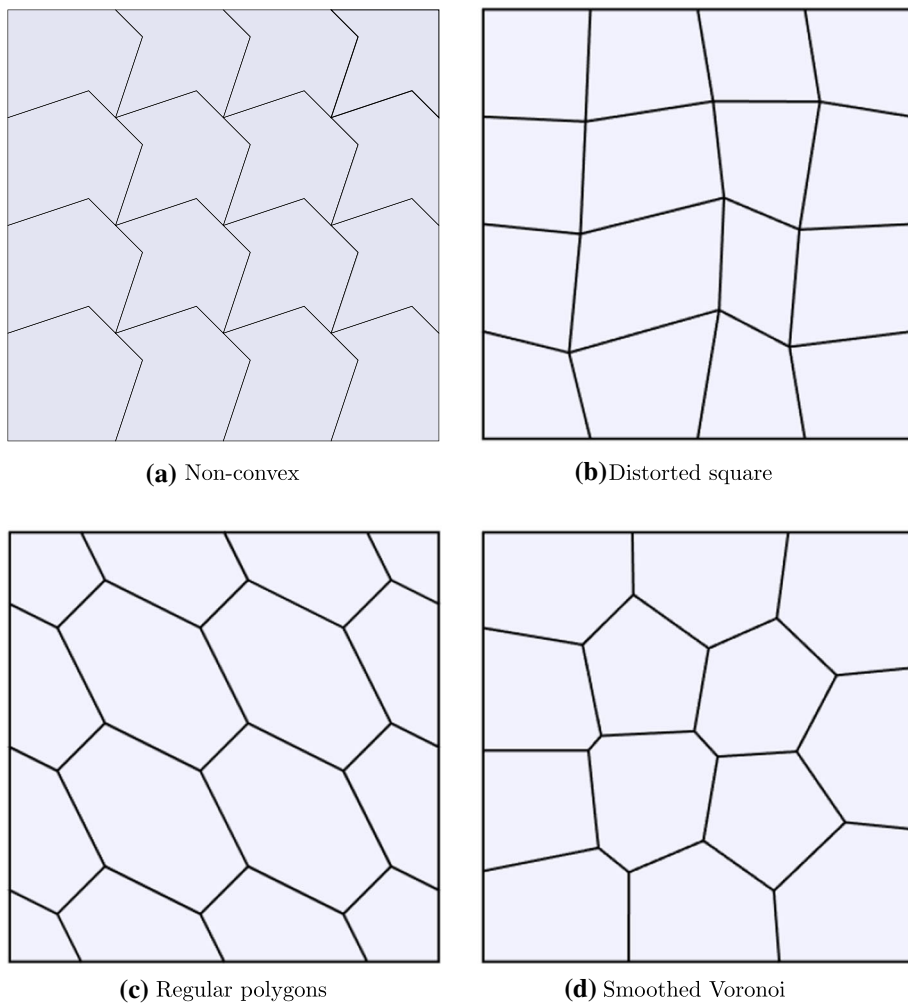 (a) Non-convex
(b)Distorted square
(c) Regular polygons
(d) Smoothed Voronoi